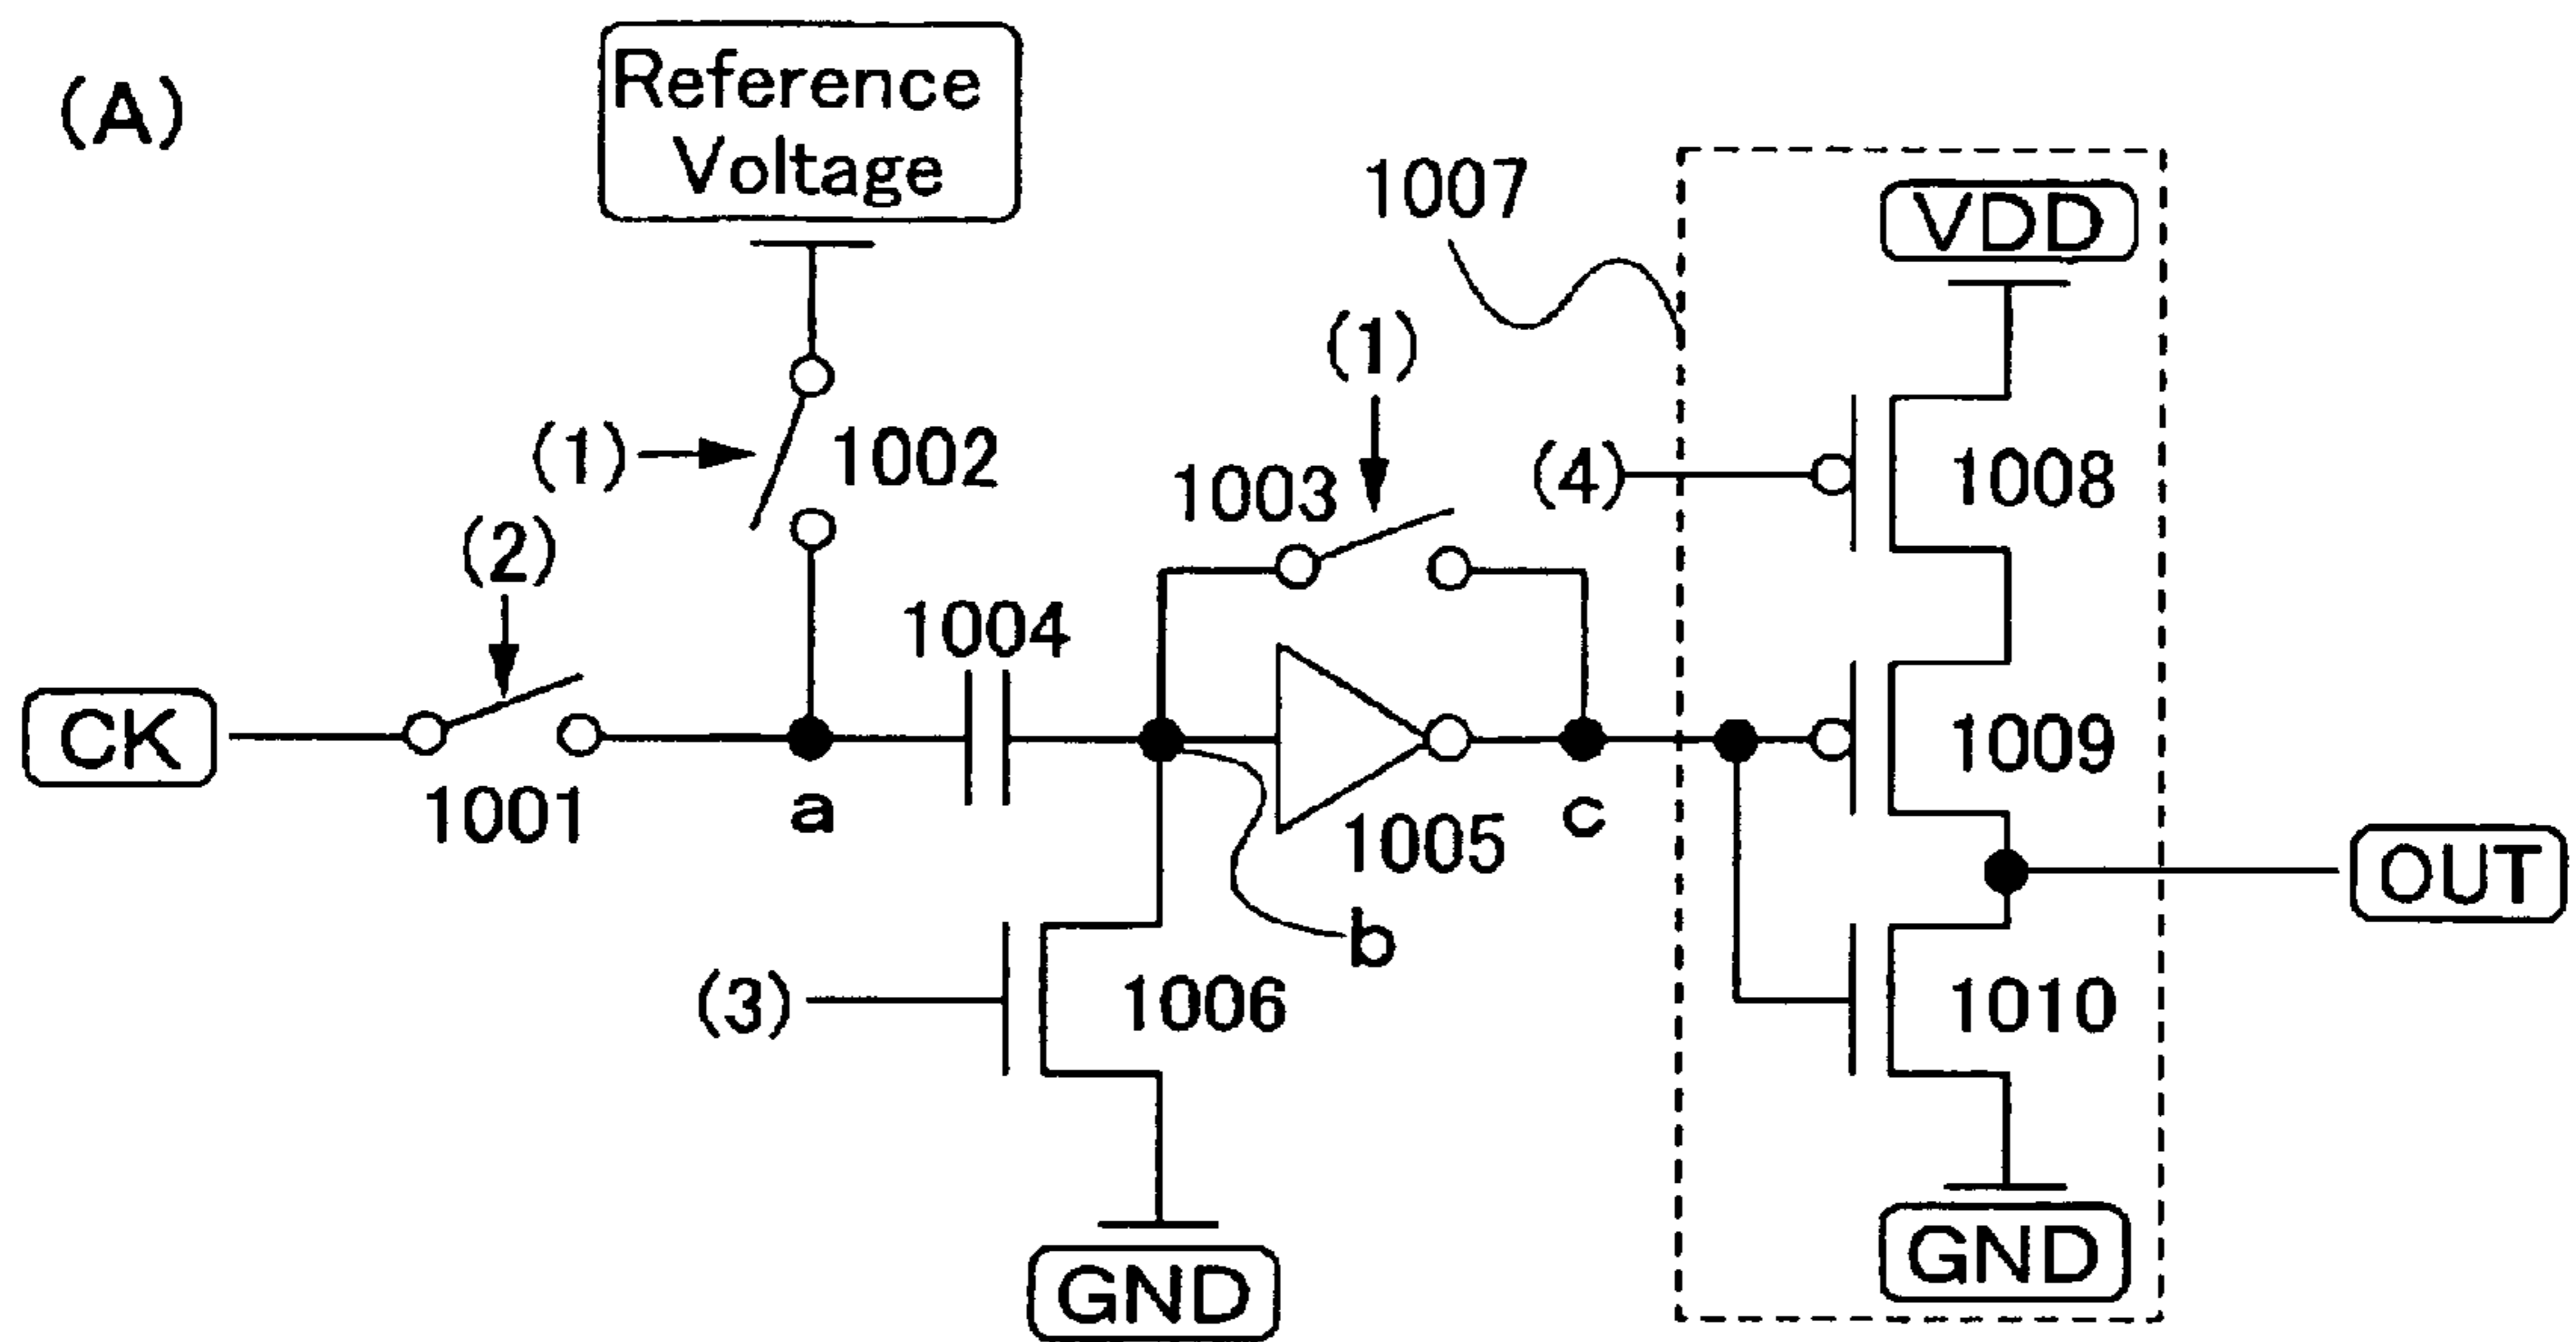 (A)
Reference
Voltage
1007
VDD
(1)
(1)
1002
1003
(4)
1008
(2)
1004
CK
1001
a
1005
c
1009
OUT
b
(3)
1006
1010
GND
GND